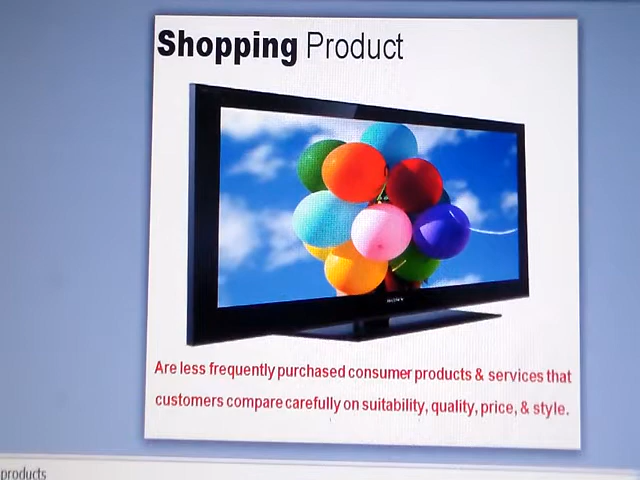 Shopping Product
SONY
Are less frequently purchased consumer products & services that
customers compare carefully on suitability, quality, price, & style.
products